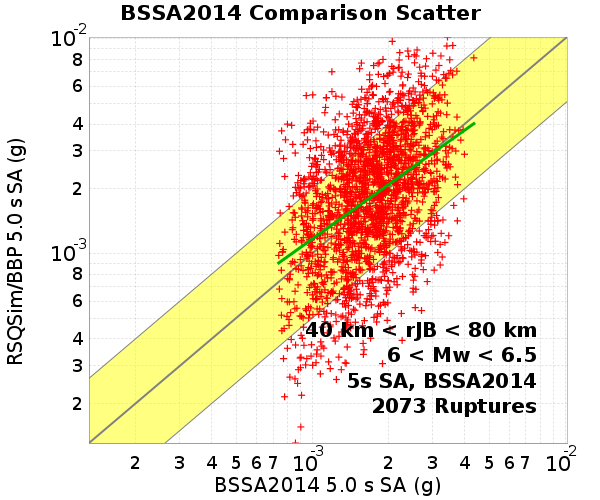 BSSA2014 Comparison Scatter
10-2
8
6
4
3
2
10-3
8
6
4
3
2
RSQSim/BBP 5.0 s SA (g)
40 km < rJB < 80 km
6 < Mw < 6.5
5s SA, BSSA2014
2073 Ruptures
2 3 4 5 6 7 10-3 2 3 4 5 6 7 10-2
BSSA2014 5.0 s SA (g)